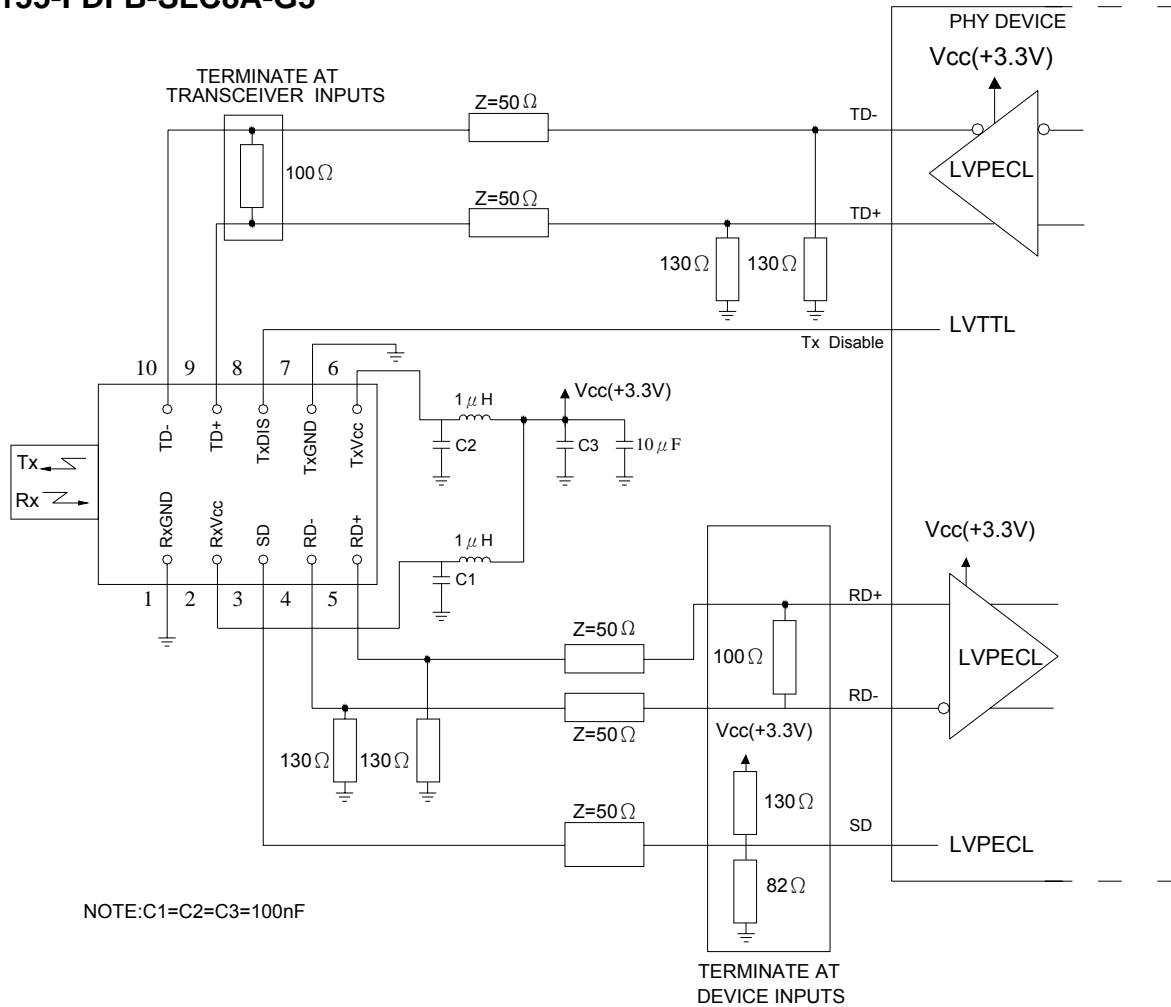 PHY DEVICE
Vcc(+3.3V)
TERMINATE AT
TRANSCEIVER INPUTS
Z=50Ω
TD-
LVPECL
100Ω
Z=50Ω
TD+
130Ω
130Ω
LVTTL
Tx Disable
10 9 8 7 6
1μH
Vcc(+3.3V)
TD-
TD+
TxDIS
TxGND
TxVcc
C2
C3
10μF
Tx
Rx
RxGND
RxVcc
SD
RD-
RD+
1μH
C1
1 2 3 4 5
Vcc(+3.3V)
RD+
Z=50Ω
100Ω
LVPECL
RD-
Z=50Ω
Vcc(+3.3V)
130Ω
130Ω
130Ω
Z=50Ω
SD
LVPECL
82Ω
NOTE:C1=C2=C3=100nF
TERMINATE AT
DEVICE INPUTS